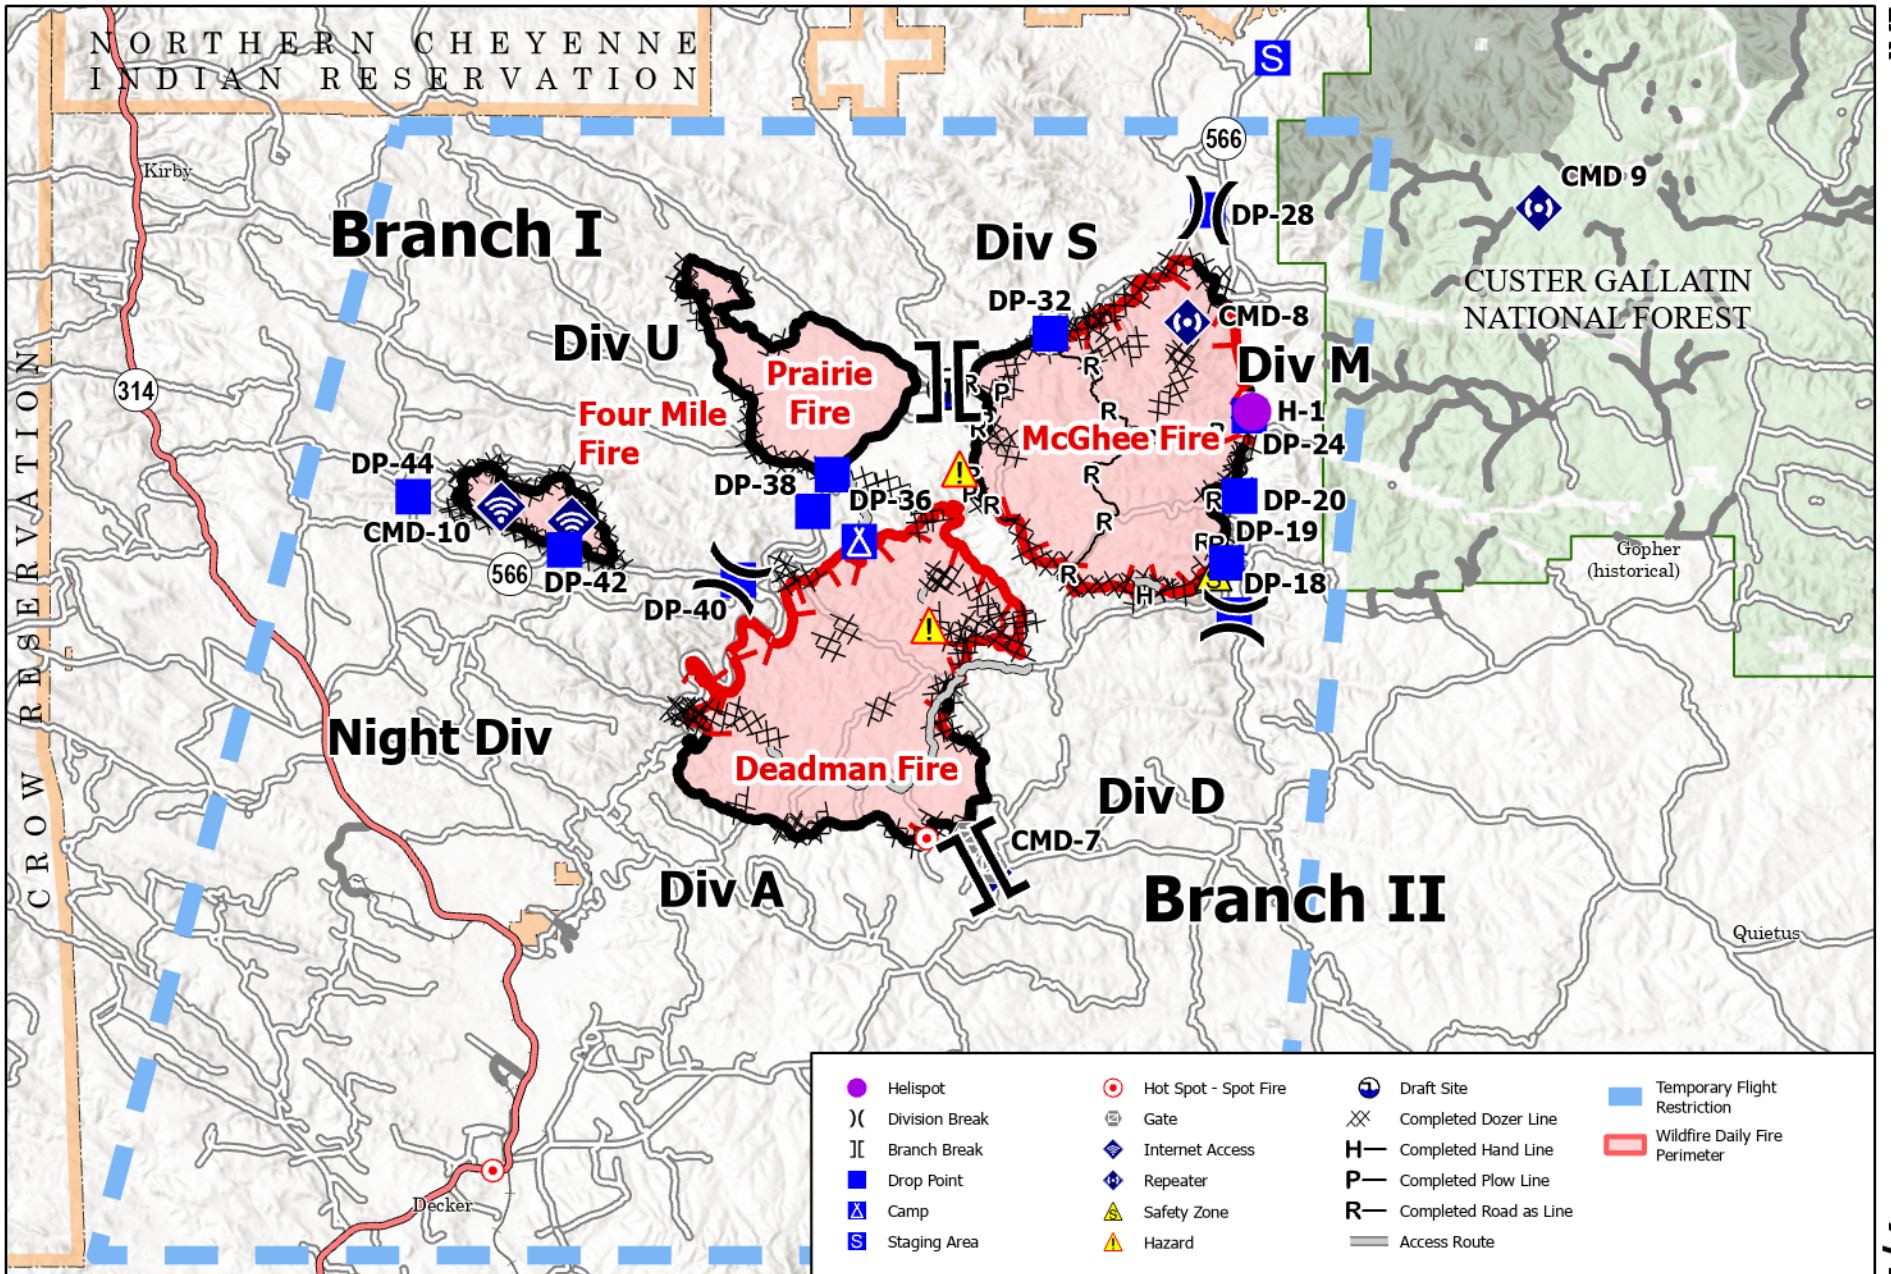 NORTHERN CHEYENNE
INDIAN RESERVATION
S
566
Kirby
CMD 9
Branch I
DP-28
Div S
CUSTER GALLATIN
NATIONAL FOREST
DP-32
CMD-8
Div U
Div M
R
314
Prairie
Fire
R
P
R
H-1
Four Mile
Fire
R
McGhee Fire
DP-24
DP-44
DP-38
DP-36
R
R
R
DP-20
CMD-10
R
DP-19
R
Gopher
(historical)
566
DP-42
R
DP-18
H
DP-40
CROW RESERVATION
Night Div
Deadman Fire
Div D
CMD-7
Div A
Branch II
Quietus
Decker
Helispot
Division Break
Branch Break
Drop Point
Camp
S Staging Area
Hot Spot - Spot Fire
Gate
Internet Access
Repeater
S Safety Zone
! Hazard
Draft Site
Completed Dozer Line
H Completed Hand Line
P Completed Plow Line
R Completed Road as Line
Access Route
Temporary Flight
Restriction
Wildfire Daily Fire
Perimeter